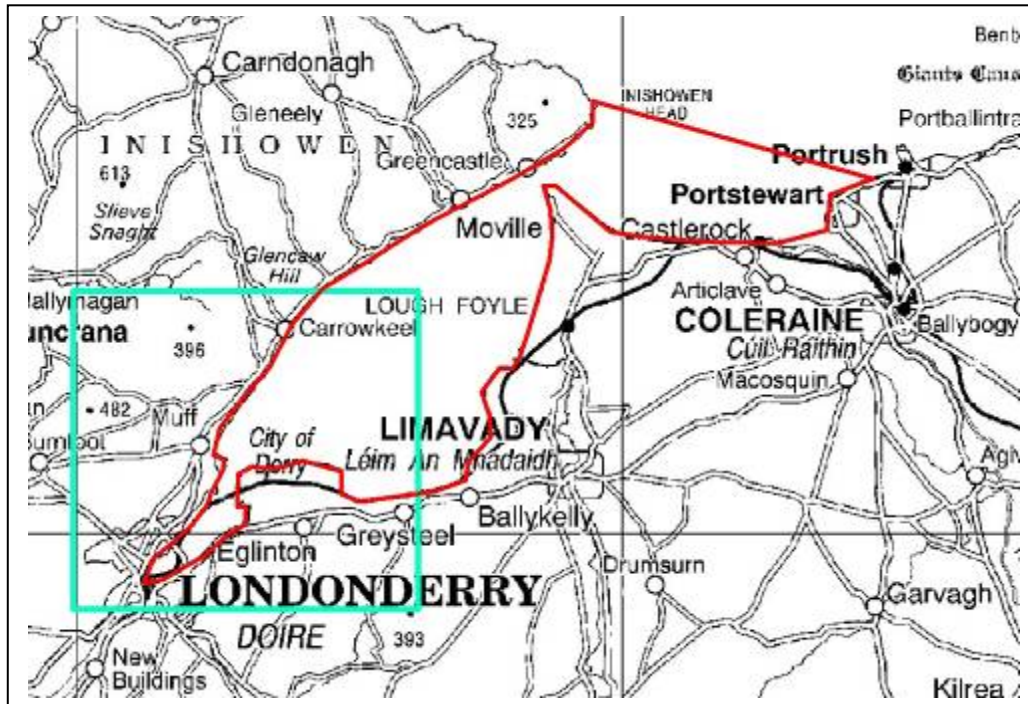 Carndonagh
Gleneely
INISHOWEN
613
Slieve
Snaght
325
INISHOWEN
HEAD
Greencastle
Moville
Portrush
Portstewart
Castlerock
Glencaw
Hill
LOUGH FOYLE
Carrowkeel
396
482
Muff
Articlave
COLERAINE
Cúil Raithin
Ballybogy
Macosquin
LIMAVADY
Léim An Mhadaidh
City of
Derry
Ballykelly
Greysteel
Eglinton
LONDONDERRY
DOIRE
393
New
Buildings
Drumsurn
Garvagh
Kilrea